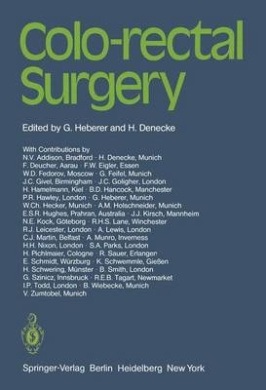 Colo-rectal
Surgery
Edited by G. Heberer and H. Denecke
With Contributions by
N.V. Addison, Bradford · H. Denecke, Munich
F. Deucher, Aarau · F.W. Eigler, Essen
W.D. Fedorov, Moscow · G. Feifel, Munich
J.C. Givel, Birmingham · J.C. Goligher, London
H. Hamelmann, Kiel · B.D. Hancock, Manchester
P.R. Hawley, London · G. Heberer, Munich
W.Ch. Hecker, Munich · A.M. Holschneider, Munich
E.S.R. Hughes, Prahran, Australia · J.J. Kirsch, Mannheim
N.E. Kock, Göteborg · R.H.S. Lane, Winchester
R.J. Leicester, London · A. Lewis, London
C.J. Martin, Belfast · A. Munro, Inverness
H.H. Nixon, London · S.A. Parks, London
H. Pichlmaier, Cologne · R. Sauer, Erlangen
E. Schmidt, Würzburg · K. Schwemmle, Gießen
H. Schwering, Münster · B. Smith, London
G. Szinicz, Innsbruck · R.E.B. Tagart, Newmarket
I.P. Todd, London · B. Wiebecke, Munich
V. Zumtobel, Munich
Springer-Verlag Berlin Heidelberg New York